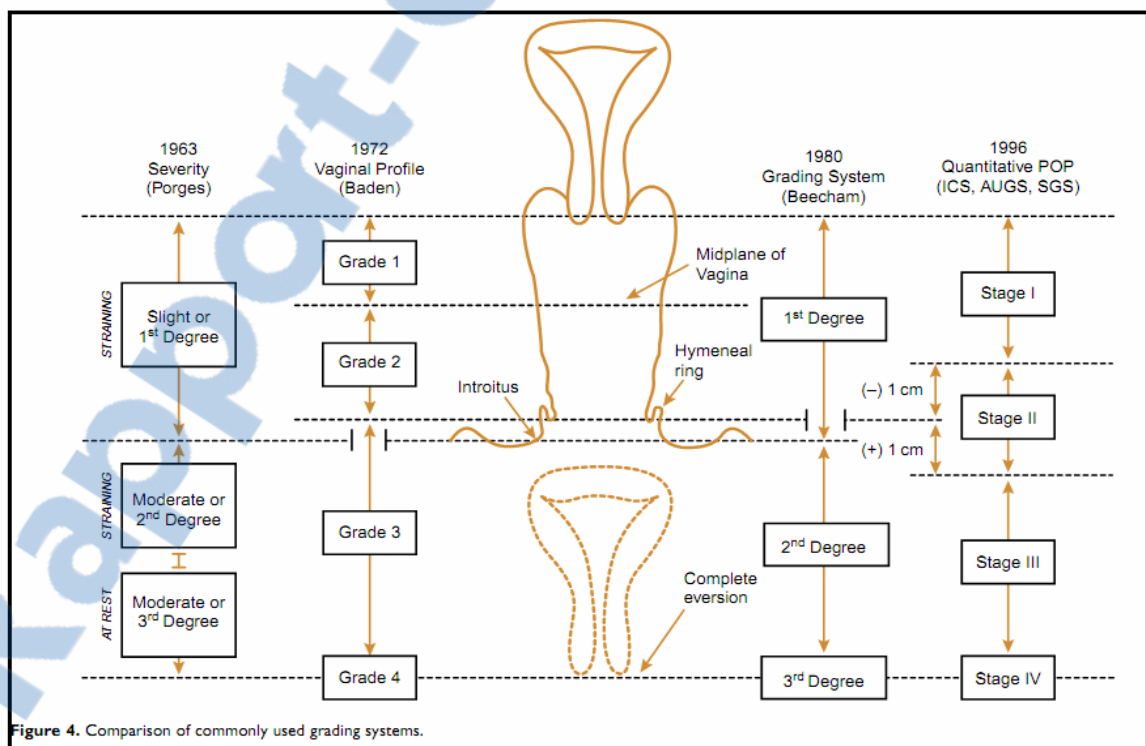 1963
Severity
(Porges)
STRAINING
Slight or
1st Degree
STRAINING
Moderate or
2nd Degree
AT REST
Moderate or
3rd Degree
1972
Vaginal Profile
(Baden)
Grade 1
Grade 2
Grade 3
Grade 4
Midplane of
Vagina
Hymeneal
ring
Introitus
Complete
eversion
1980
Grading System
(Beecham)
1st Degree
2nd Degree
3rd Degree
1996
Quantitative POP
(ICS, AUGS, SGS)
Stage I
(–) 1 cm
Stage II
(+) 1 cm
Stage III
Stage IV
Figure 4. Comparison of commonly used grading systems.